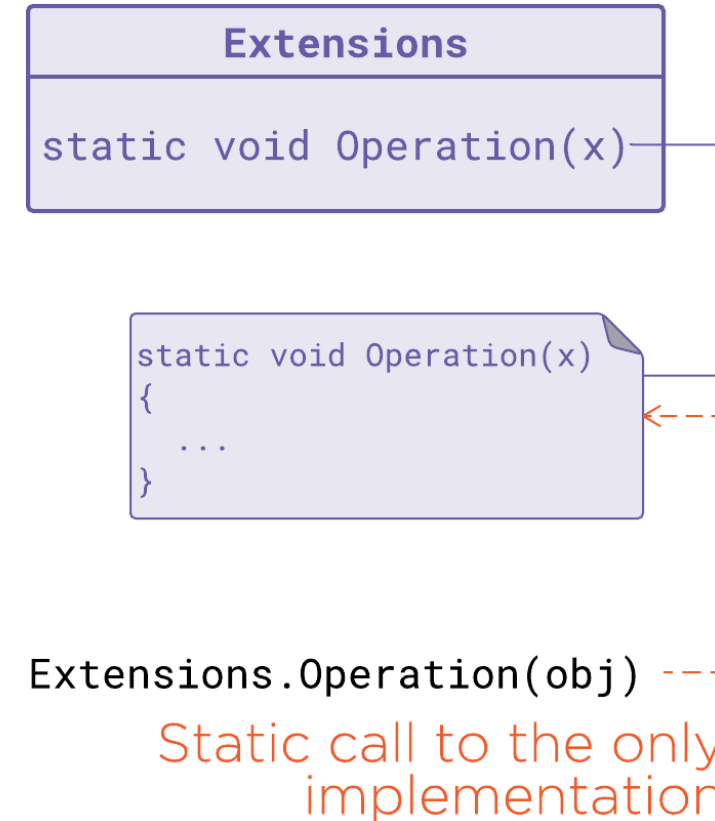 Extensions
static void Operation(x)
static void Operation(x)
{
...
}
Extensions.Operation(obj)
Static call to the only
implementation